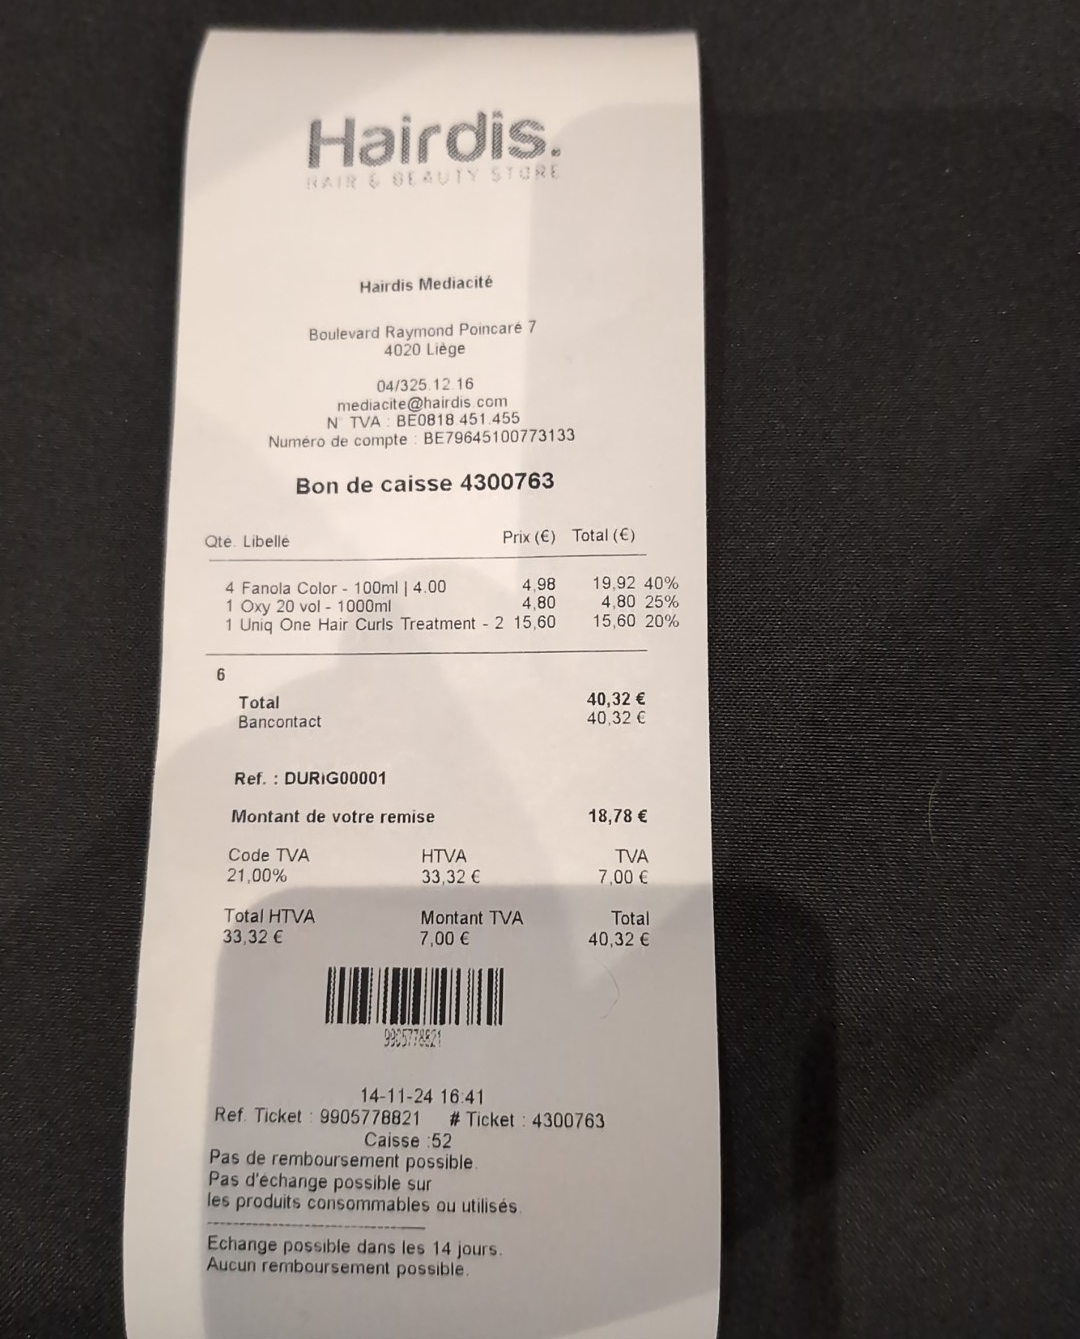 Hairdis.
HAIR & BEAUTY STORE
Hairdis Mediacité
Boulevard Raymond Poincaré 7
4020 Liège
04/325.12.16
mediacite@hairdis.com
N° TVA : BE0818.451.455
Numéro de compte : BE79645100773133
Bon de caisse 4300763
Qté. Libellé Prix (€) Total (€)
4 Fanola Color - 100ml | 4.00 4,98 19,92 40%
1 Oxy 20 vol - 1000ml 4,80 4,80 25%
1 Uniq One Hair Curls Treatment - 2 15,60 15,60 20%
6
Total 40,32 €
Bancontact 40,32 €
Ref. : DURIG00001
Montant de votre remise 18,78 €
Code TVA HTVA TVA
21,00% 33,32 € 7,00 €
Total HTVA Montant TVA Total
33,32 € 7,00 € 40,32 €
9905778821
14-11-24 16:41
Ref. Ticket : 9905778821 # Ticket : 4300763
Caisse :52
Pas de remboursement possible.
Pas d'échange possible sur
les produits consommables ou utilisés.
Echange possible dans les 14 jours.
Aucun remboursement possible.